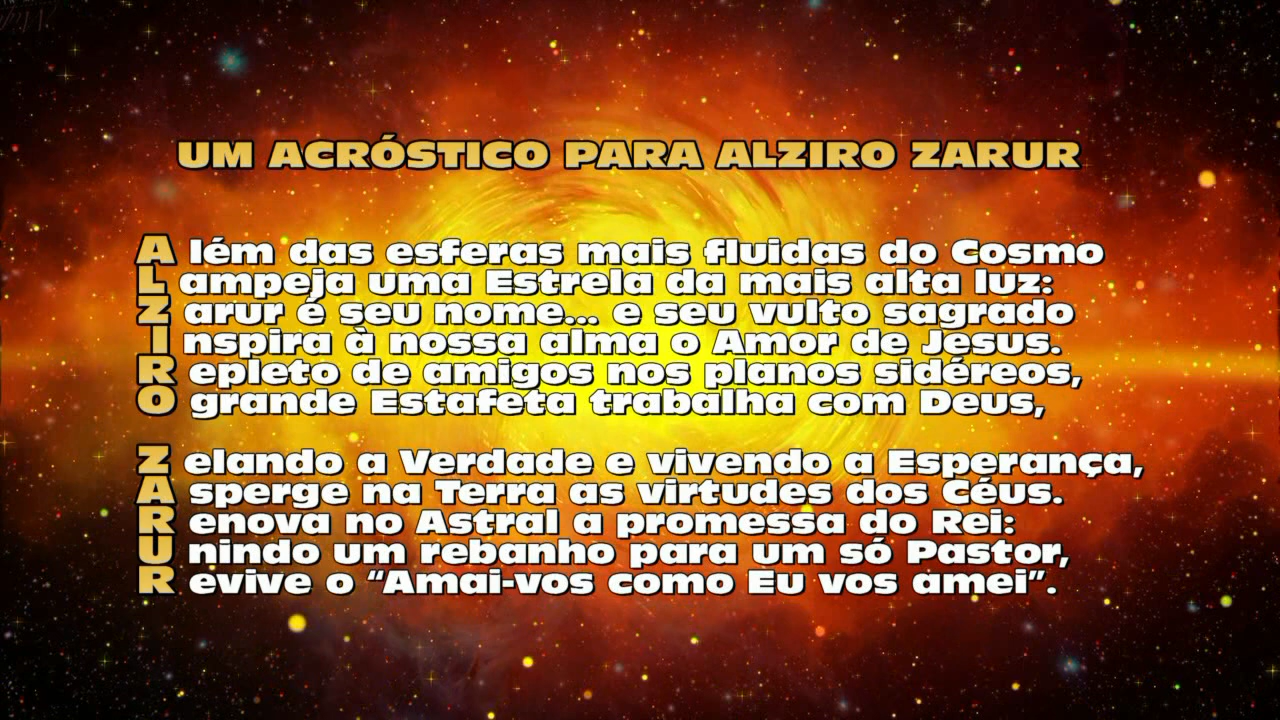 UM ACRÓSTICO PARA ALZIRO ZARUR
Além das esferas mais fluidas do Cosmo
Lampeja uma Estrela da mais alta luz:
Zarur é seu nome... e seu vulto sagrado
Inspira à nossa alma o Amor de Jesus.
Repleto de amigos nos planos sidéreos,
O grande Estafeta trabalha com Deus,
Zelando a Verdade e vivendo a Esperança,
Asperge na Terra as virtudes dos Céus.
Renova no Astral a promessa do Rei:
Unindo um rebanho para um só Pastor,
Revive o “Amai-vos como Eu vos amei”.